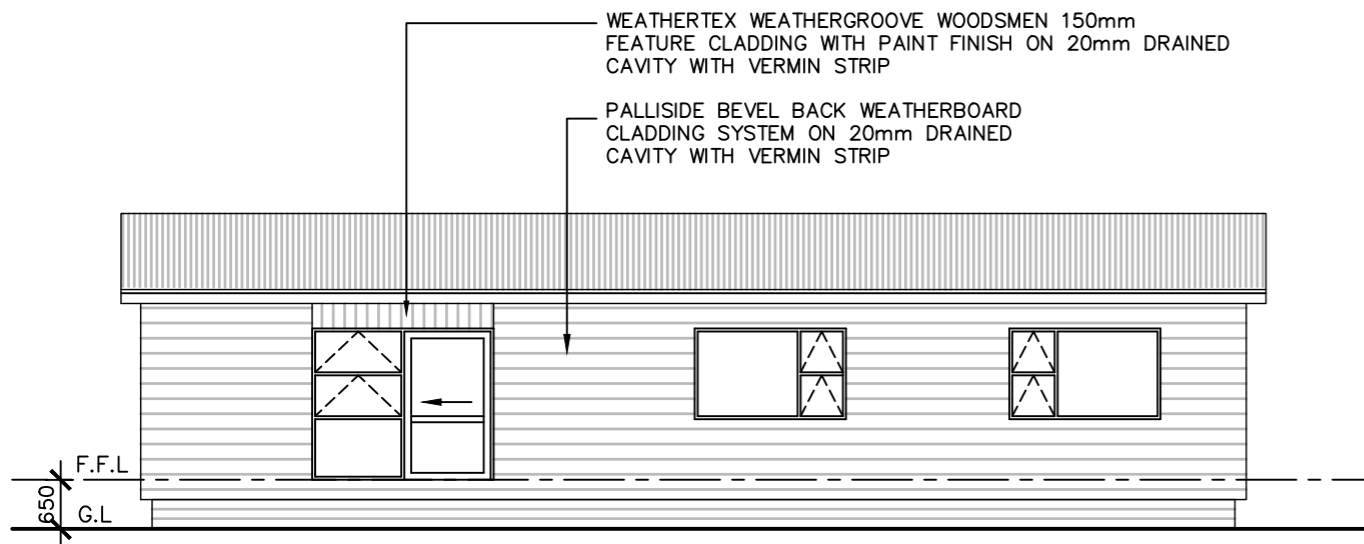 WEATHERTEX WEATHERGROOVE WOODSMEN 150mm
FEATURE CLADDING WITH PAINT FINISH ON 20mm DRAINED
CAVITY WITH VERMIN STRIP
PALLISIDE BEVEL BACK WEATHERBOARD
CLADDING SYSTEM ON 20mm DRAINED
CAVITY WITH VERMIN STRIP
F.F.L
650
G.L